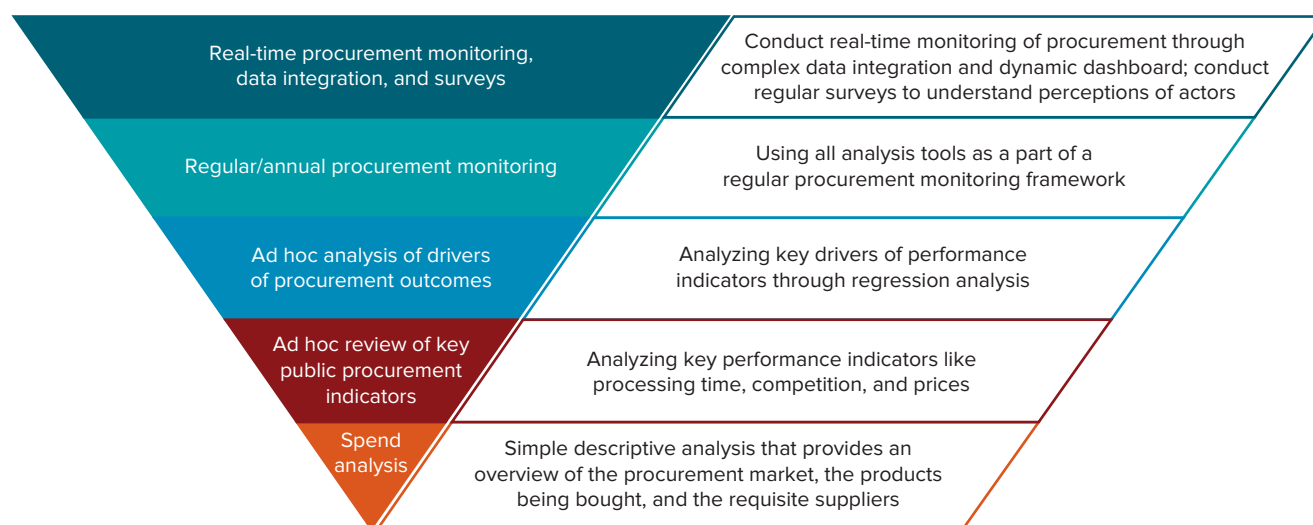 Real-time procurement monitoring,
data integration, and surveys
Conduct real-time monitoring of procurement through
complex data integration and dynamic dashboard; conduct
regular surveys to understand perceptions of actors
Regular/annual procurement monitoring
Using all analysis tools as a part of a
regular procurement monitoring framework
Ad hoc analysis of drivers
of procurement outcomes
Analyzing key drivers of performance
indicators through regression analysis
Ad hoc review of key
public procurement
indicators
Analyzing key performance indicators like
processing time, competition, and prices
Spend
analysis
Simple descriptive analysis that provides an
overview of the procurement market, the products
being bought, and the requisite suppliers